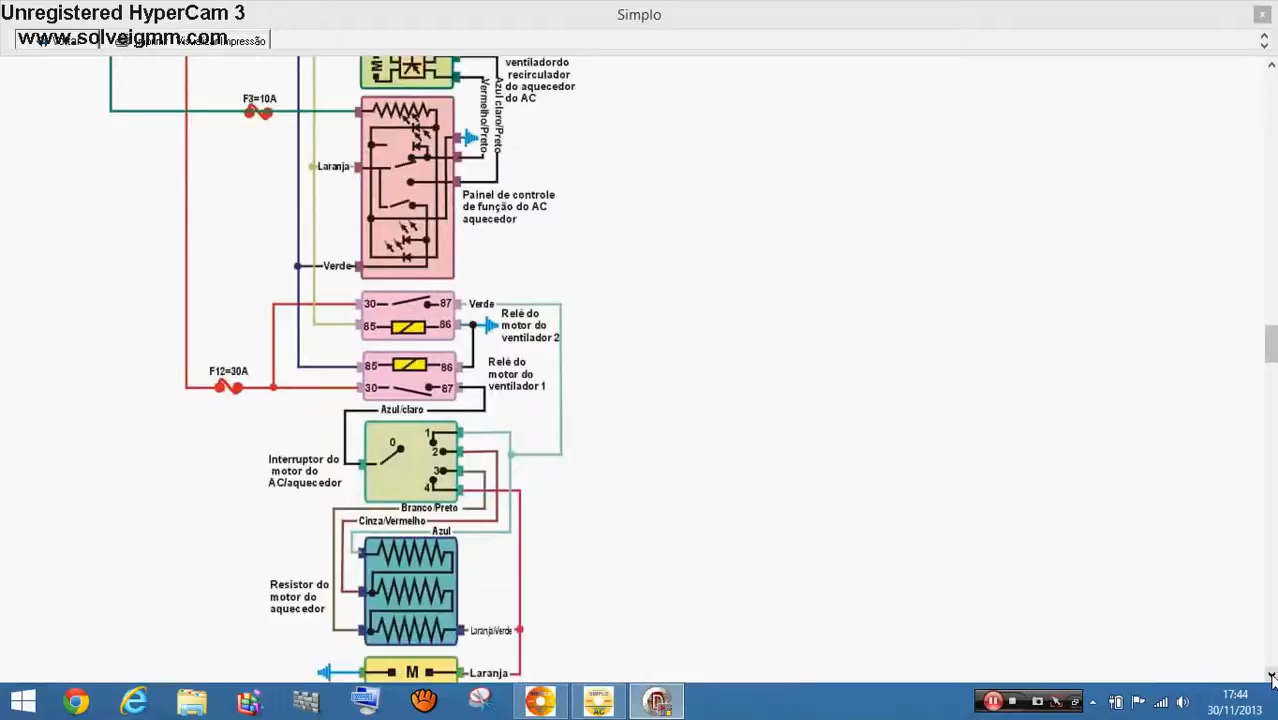 Unregistered HyperCam 3
www.solveigmm.com
Simplo
Visualizar Impressão
ventiladordo
recirculador
do aquecedor
do AC
Vermelho/Preto
Azul claro/Preto
F3=10A
Laranja
Painel de controle
de função do AC
aquecedor
Verde
30
87
Verde
85
86
Relé do
motor do
ventilador 2
F12=30A
85
86
30
87
Relé do
motor do
ventilador 1
Azul/claro
0
1
2
3
4
Interruptor do
motor do
AC/aquecedor
Branco/Preto
Cinza/Vermelho
Azul
Resistor do
motor do
aquecedor
Laranja/Verde
M
Laranja
M
SIMPLO
AC
17:44
30/11/2013